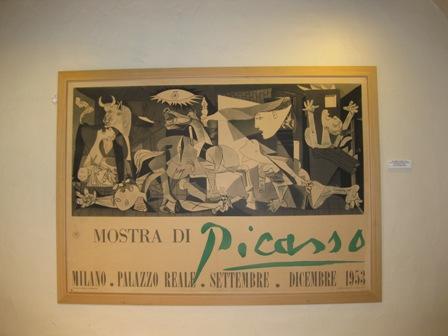 MOSTRA DI Picasso
MILANO . PALAZZO REALE . SETTEMBRE . DICEMBRE 1953